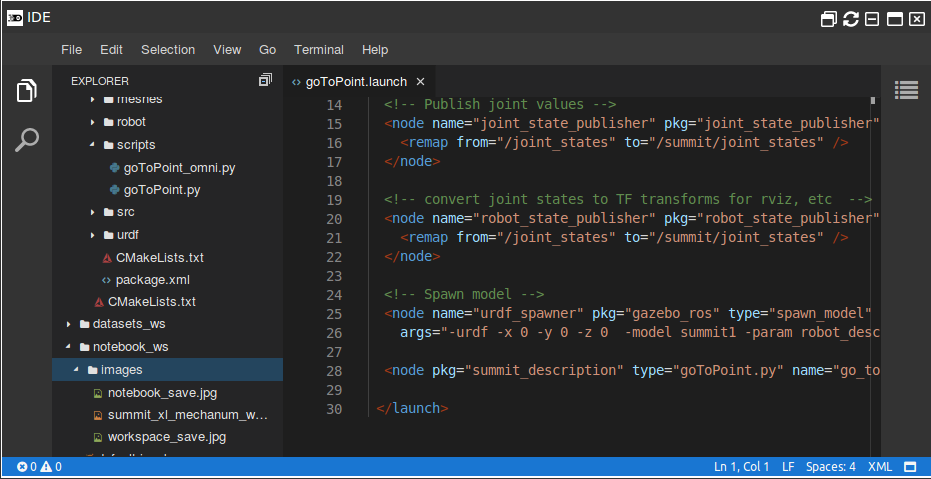 IDE
File Edit Selection View Go Terminal Help
EXPLORER
meshes
robot
scripts
goToPoint_omni.py
goToPoint.py
src
urdf
CMakeLists.txt
package.xml
CMakeLists.txt
datasets_ws
notebook_ws
images
notebook_save.jpg
summit_xl_mechanum_w...
workspace_save.jpg
goToPoint.launch ×
14 <!-- Publish joint values -->
15 <node name="joint_state_publisher" pkg="joint_state_publisher"
16 <remap from="/joint_states" to="/summit/joint_states" />
17 </node>
18
19 <!-- convert joint states to TF transforms for rviz, etc  -->
20 <node name="robot_state_publisher" pkg="robot_state_publisher"
21 <remap from="/joint_states" to="/summit/joint_states" />
22 </node>
23
24 <!-- Spawn model -->
25 <node name="urdf_spawner" pkg="gazebo_ros" type="spawn_model"
26 args="-urdf -x 0 -y 0 -z 0  -model summit1 -param robot_desc
27
28 <node pkg="summit_description" type="goToPoint.py" name="go_to
29
30 </launch>
0 0 Ln 1, Col 1 LF Spaces: 4 XML